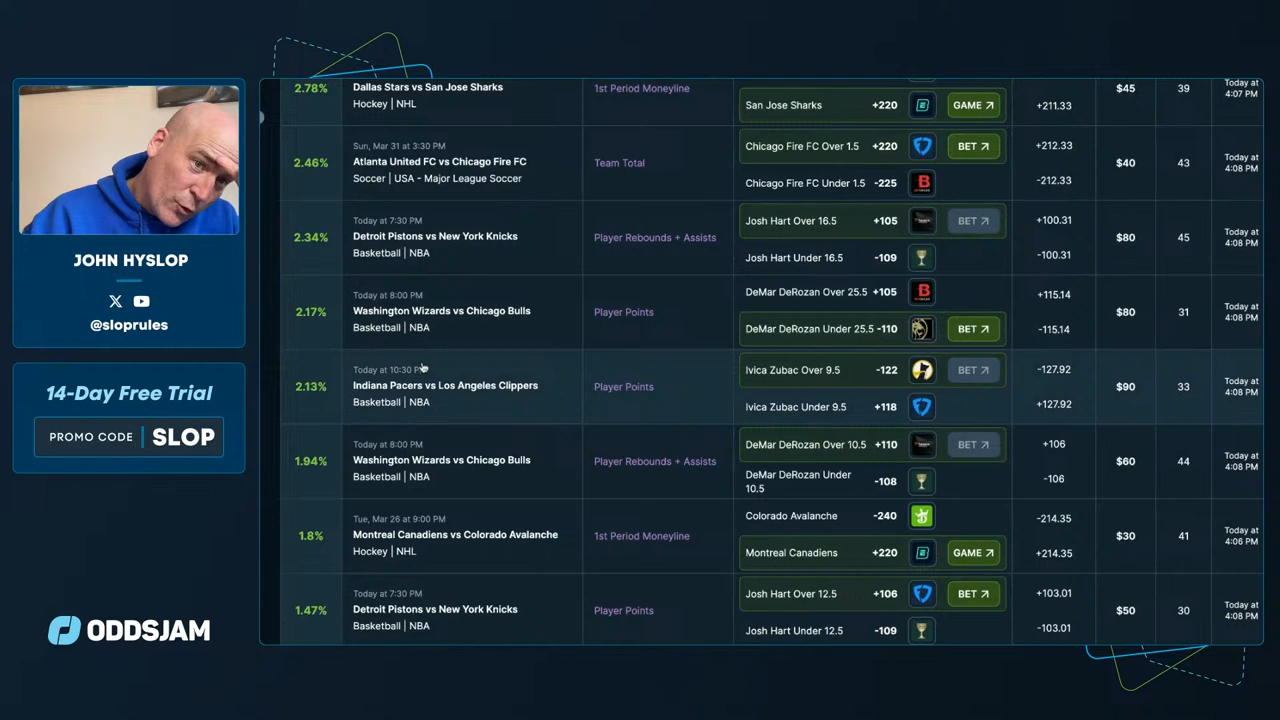 JOHN HYSLOP
@sloprules
14-Day Free Trial
PROMO CODE | SLOP
ODDSJAM
2.78%
Dallas Stars vs San Jose Sharks
Hockey | NHL
1st Period Moneyline
San Jose Sharks +220 GAME
+211.33
$45
39
Today at
4:07 PM
2.46%
Sun, Mar 31 at 3:30 PM
Atlanta United FC vs Chicago Fire FC
Soccer | USA - Major League Soccer
Team Total
Chicago Fire FC Over 1.5 +220 BET
Chicago Fire FC Under 1.5 -225
+212.33
-212.33
$40
43
Today at
4:08 PM
2.34%
Today at 7:30 PM
Detroit Pistons vs New York Knicks
Basketball | NBA
Player Rebounds + Assists
Josh Hart Over 16.5 +105 BET
Josh Hart Under 16.5 -109
+100.31
-100.31
$80
45
Today at
4:08 PM
2.17%
Today at 8:00 PM
Washington Wizards vs Chicago Bulls
Basketball | NBA
Player Points
DeMar DeRozan Over 25.5 +105
DeMar DeRozan Under 25.5 -110 BET
+115.14
-115.14
$80
31
Today at
4:08 PM
2.13%
Today at 10:30 PM
Indiana Pacers vs Los Angeles Clippers
Basketball | NBA
Player Points
Ivica Zubac Over 9.5 -122 BET
Ivica Zubac Under 9.5 +118
-127.92
+127.92
$90
33
Today at
4:08 PM
1.94%
Today at 8:00 PM
Washington Wizards vs Chicago Bulls
Basketball | NBA
Player Rebounds + Assists
DeMar DeRozan Over 10.5 +110 BET
DeMar DeRozan Under
10.5 -108
+106
-106
$60
44
Today at
4:08 PM
1.8%
Tue, Mar 26 at 9:00 PM
Montreal Canadiens vs Colorado Avalanche
Hockey | NHL
1st Period Moneyline
Colorado Avalanche -240
Montreal Canadiens +220 GAME
-214.35
+214.35
$30
41
Today at
4:06 PM
1.47%
Today at 7:30 PM
Detroit Pistons vs New York Knicks
Basketball | NBA
Player Points
Josh Hart Over 12.5 +106 BET
Josh Hart Under 12.5 -109
+103.01
-103.01
$50
30
Today at
4:08 PM